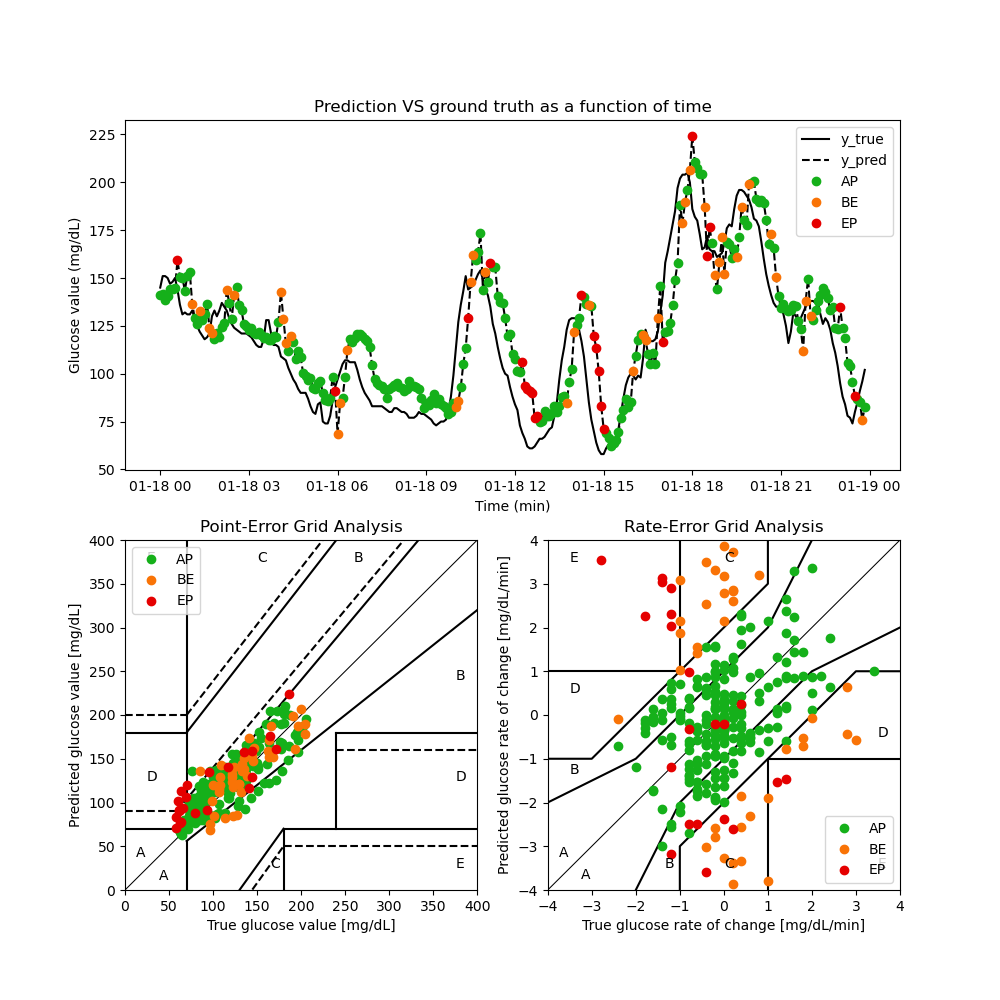 Prediction VS ground truth as a function of time
Glucose value (mg/dL)
225
200
175
150
125
100
75
50
y_true
y_pred
AP
BE
EP
01-18 00 01-18 03 01-18 06 01-18 09 01-18 12 01-18 15 01-18 18 01-18 21 01-19 00
Time (min)
Point-Error Grid Analysis
Predicted glucose value [mg/dL]
400
350
300
250
200
150
100
50
0
AP
BE
EP
C
B
B
D
D
A
A
C
E
0 50 100 150 200 250 300 350 400
True glucose value [mg/dL]
Rate-Error Grid Analysis
Predicted glucose rate of change [mg/dL/min]
4
3
2
1
0
−1
−2
−3
−4
E
C
D
D
B
A
A
B
C
AP
BE
EP
−4 −3 −2 −1 0 1 2 3 4
True glucose rate of change [mg/dL/min]